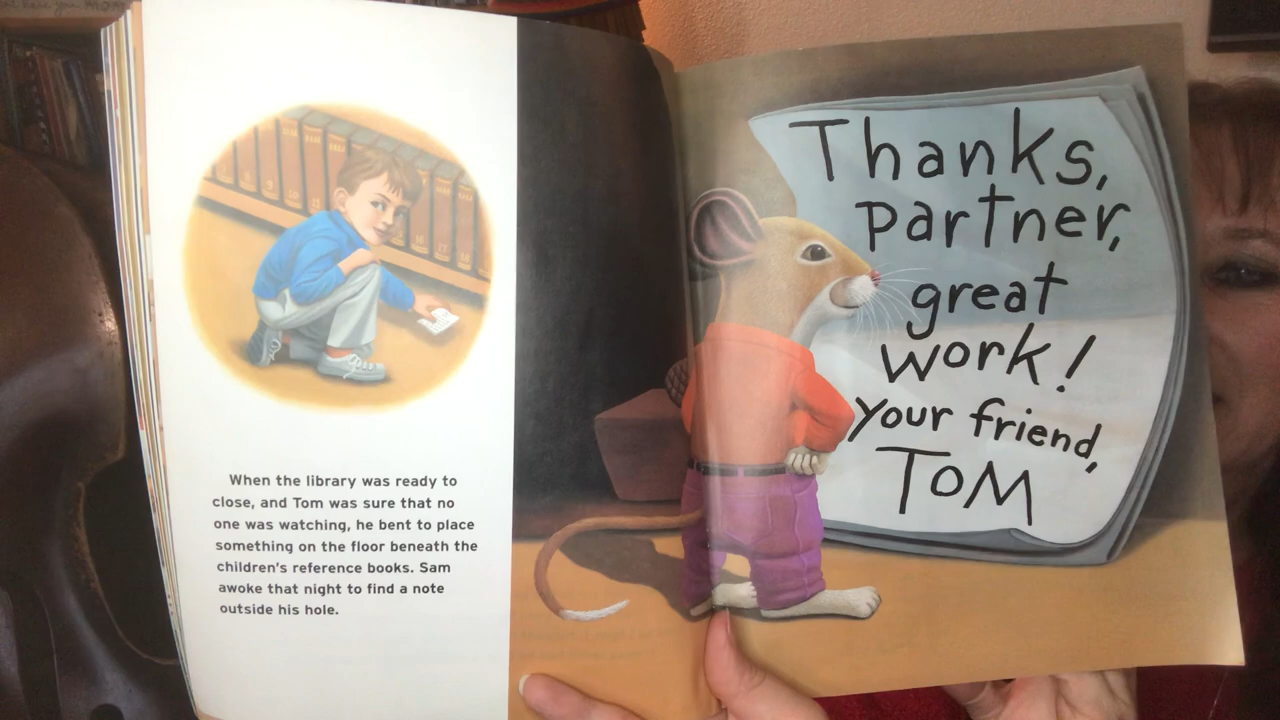 When the library was ready to
close, and Tom was sure that no
one was watching, he bent to place
something on the floor beneath the
children's reference books. Sam
awoke that night to find a note
outside his hole.
Thanks,
partner,
great
work!
your friend,
TOM